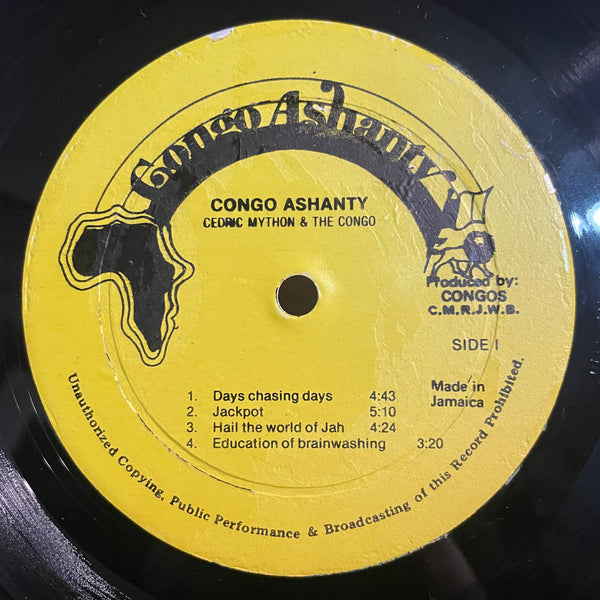 Congo Ashanty
CONGO ASHANTY
CEDRIC MYTHON & THE CONGO
Produced by:
CONGOS
C.M.R.J.W.B.
SIDE I
1. Days chasing days 4:43
2. Jackpot 5:10
3. Hail the world of Jah 4:24
4. Education of brainwashing 3:20
Made in
Jamaica
Unauthorized Copying, Public Performance & Broadcasting of this Record Prohibited.